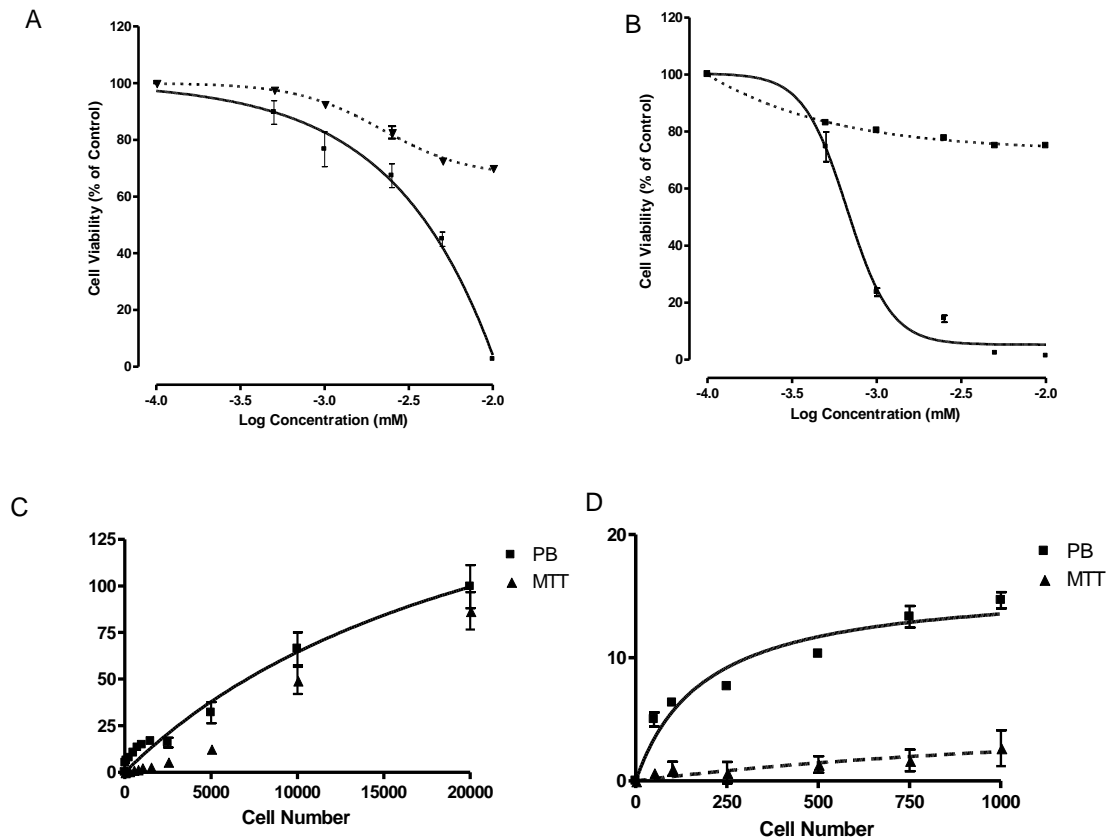 A
120
100
80
60
40
20
0
Cell Viability (% of Control)
-4.0 -3.5 -3.0 -2.5 -2.0
Log Concentration (mM)
B
120
100
80
60
40
20
0
Cell Viability (% of Control)
-4.0 -3.5 -3.0 -2.5 -2.0
Log Concentration (mM)
C
125
100
75
50
25
0
0 5000 10000 15000 20000
Cell Number
PB
MTT
D
20
10
0
0 250 500 750 1000
Cell Number
PB
MTT